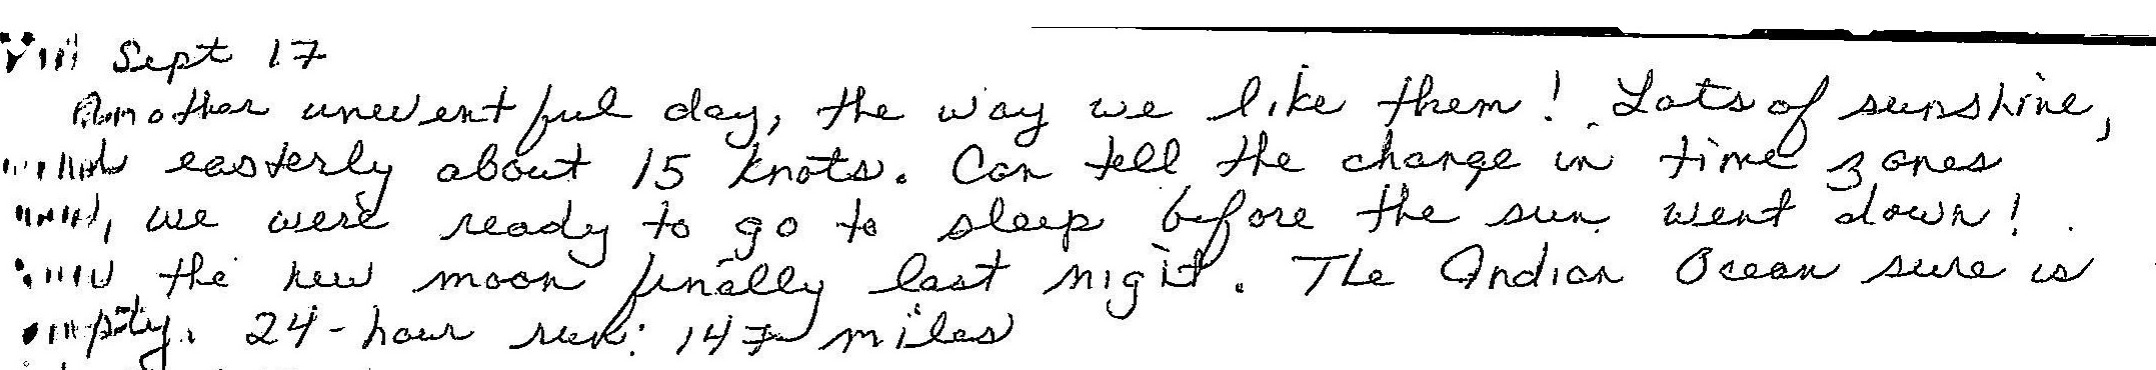 Sept 17
Another uneventful day, the way we like them! Lots of sunshine,
wind easterly about 15 knots. Can tell the change in time zones
we were ready to go to sleep before the sun went down!
the new moon finally last night. The Indian Ocean sure is
empty. 24-hour run: 147 miles